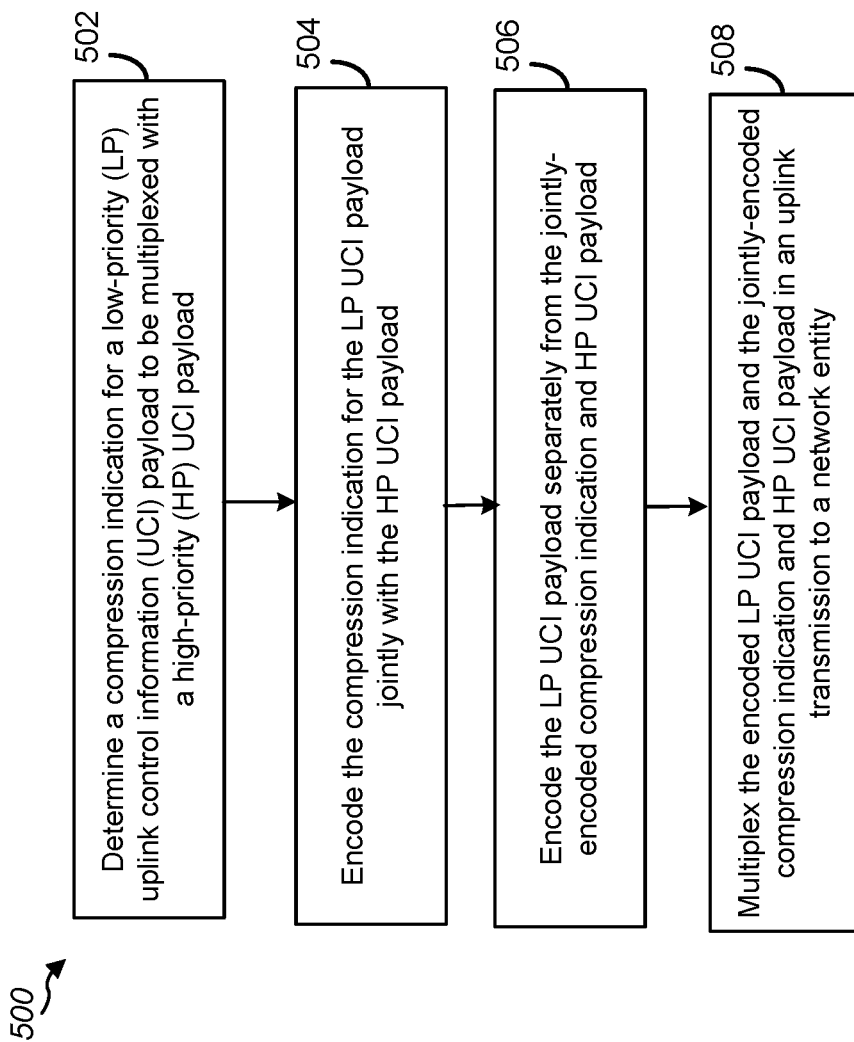 500
502
Determine a compression indication for a low-priority (LP)
uplink control information (UCI) payload to be multiplexed with
a high-priority (HP) UCI payload
504
Encode the compression indication for the LP UCI payload
jointly with the HP UCI payload
506
Encode the LP UCI payload separately from the jointly-
encoded compression indication and HP UCI payload
508
Multiplex the encoded LP UCI payload and the jointly-encoded
compression indication and HP UCI payload in an uplink
transmission to a network entity